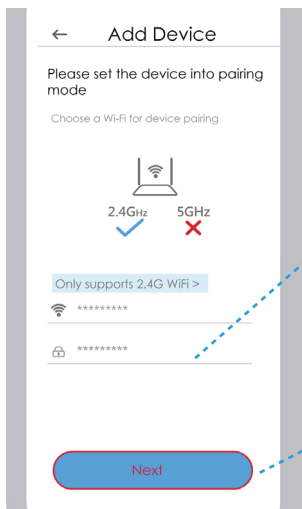 Add Device
Please set the device into pairing
mode
Choose a Wi-Fi for device pairing
2.4GHz 5GHz
Only supports 2.4G WiFi >
*********
*********
Next